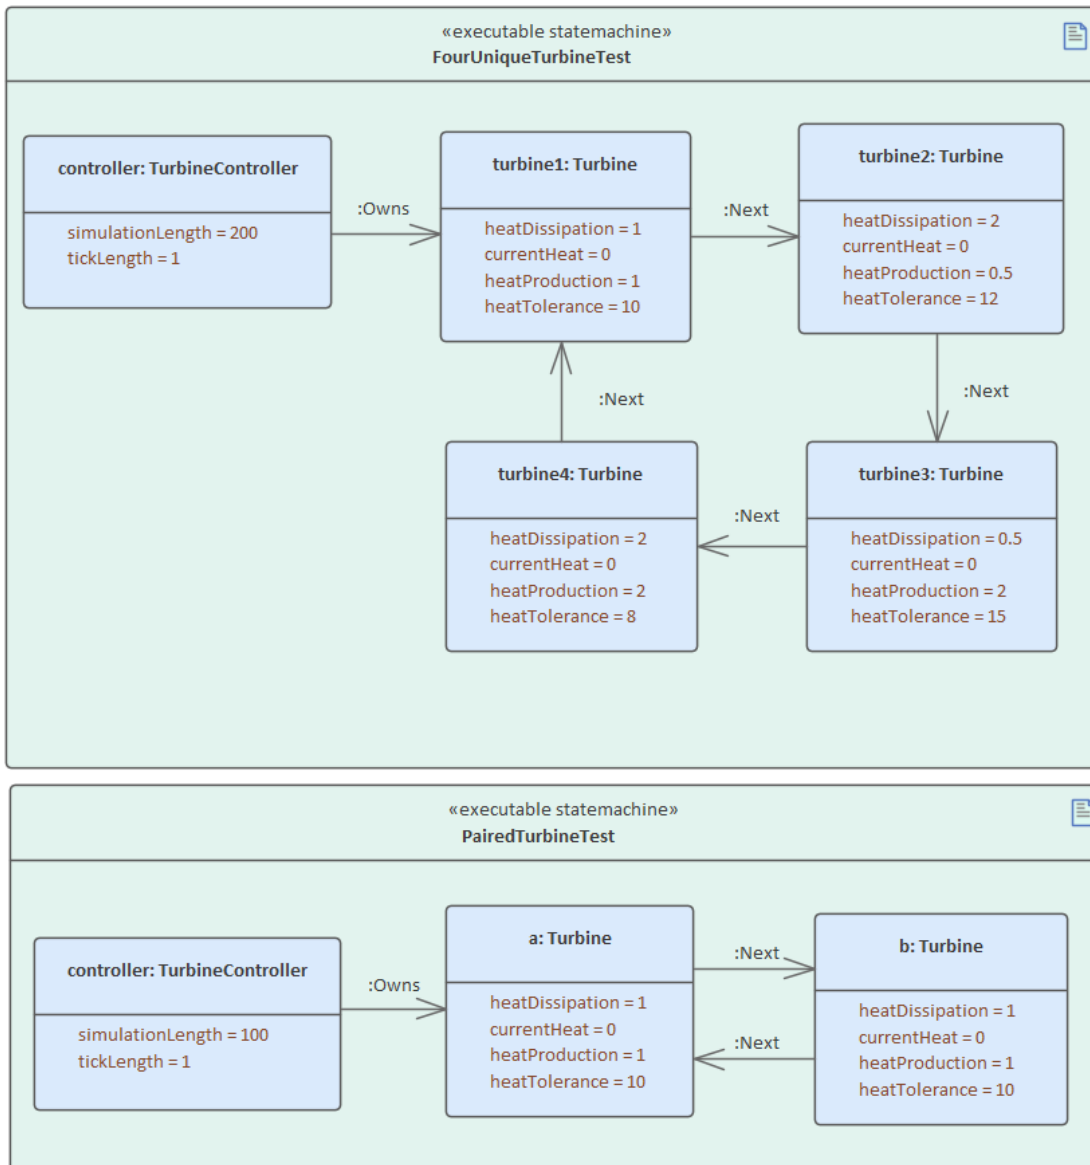 «executable statemachine»
FourUniqueTurbineTest
controller: TurbineController
simulationLength = 200
tickLength = 1
:Owns
turbine1: Turbine
heatDissipation = 1
currentHeat = 0
heatProduction = 1
heatTolerance = 10
:Next
turbine2: Turbine
heatDissipation = 2
currentHeat = 0
heatProduction = 0.5
heatTolerance = 12
:Next
:Next
turbine4: Turbine
heatDissipation = 2
currentHeat = 0
heatProduction = 2
heatTolerance = 8
:Next
turbine3: Turbine
heatDissipation = 0.5
currentHeat = 0
heatProduction = 2
heatTolerance = 15
«executable statemachine»
PairedTurbineTest
controller: TurbineController
simulationLength = 100
tickLength = 1
:Owns
a: Turbine
heatDissipation = 1
currentHeat = 0
heatProduction = 1
heatTolerance = 10
:Next
:Next
b: Turbine
heatDissipation = 1
currentHeat = 0
heatProduction = 1
heatTolerance = 10